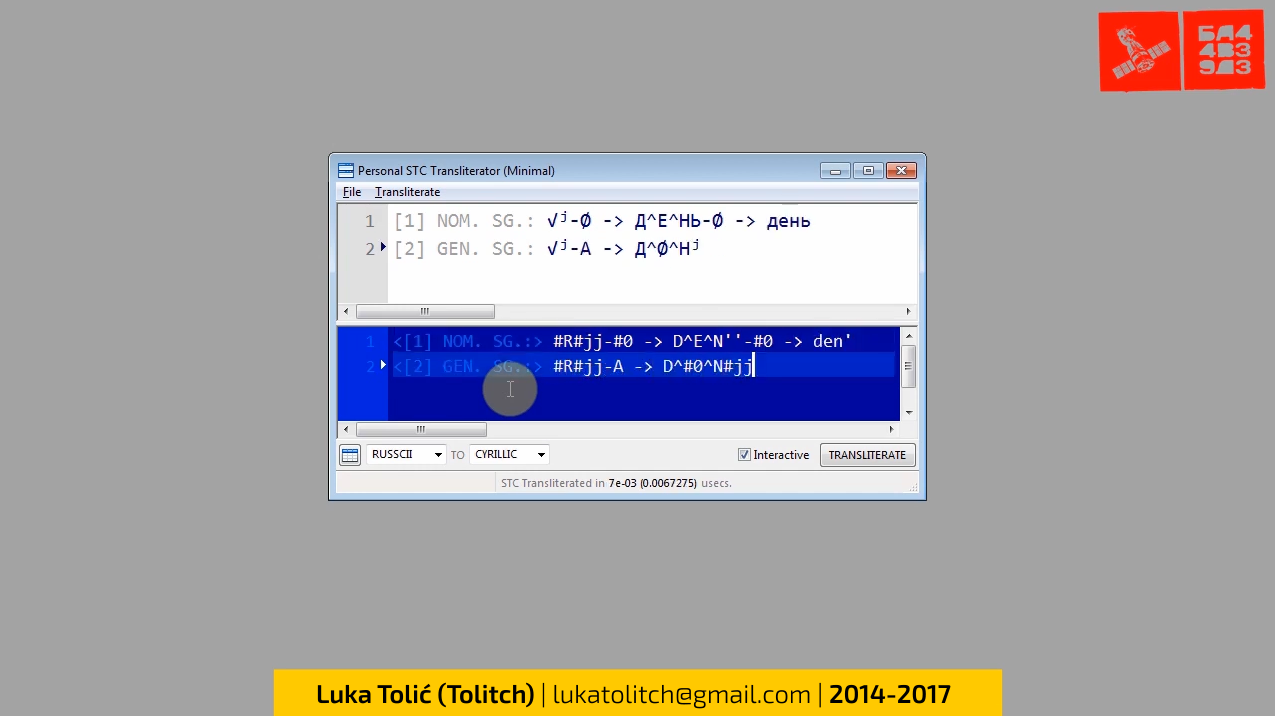 БД4
4ВЗ
9ДЗ
Personal STC Transliterator (Minimal)
File Transliterate
1 [1] NOM. SG.: √ʲ-Ø -> Д^Е^НЬ-Ø -> день
2 [2] GEN. SG.: √ʲ-А -> Д^Ø^Нʲ
1 <[1] NOM. SG.:> #R#jj-#0 -> D^E^N''-#0 -> den'
2 <[2] GEN. SG.:> #R#jj-A -> D^#0^N#jj
RUSSCII TO CYRILLIC Interactive TRANSLITERATE
STC Transliterated in 7e-03 (0.0067275) usecs.
Luka Tolić (Tolitch) | lukatolitch@gmail.com | 2014-2017